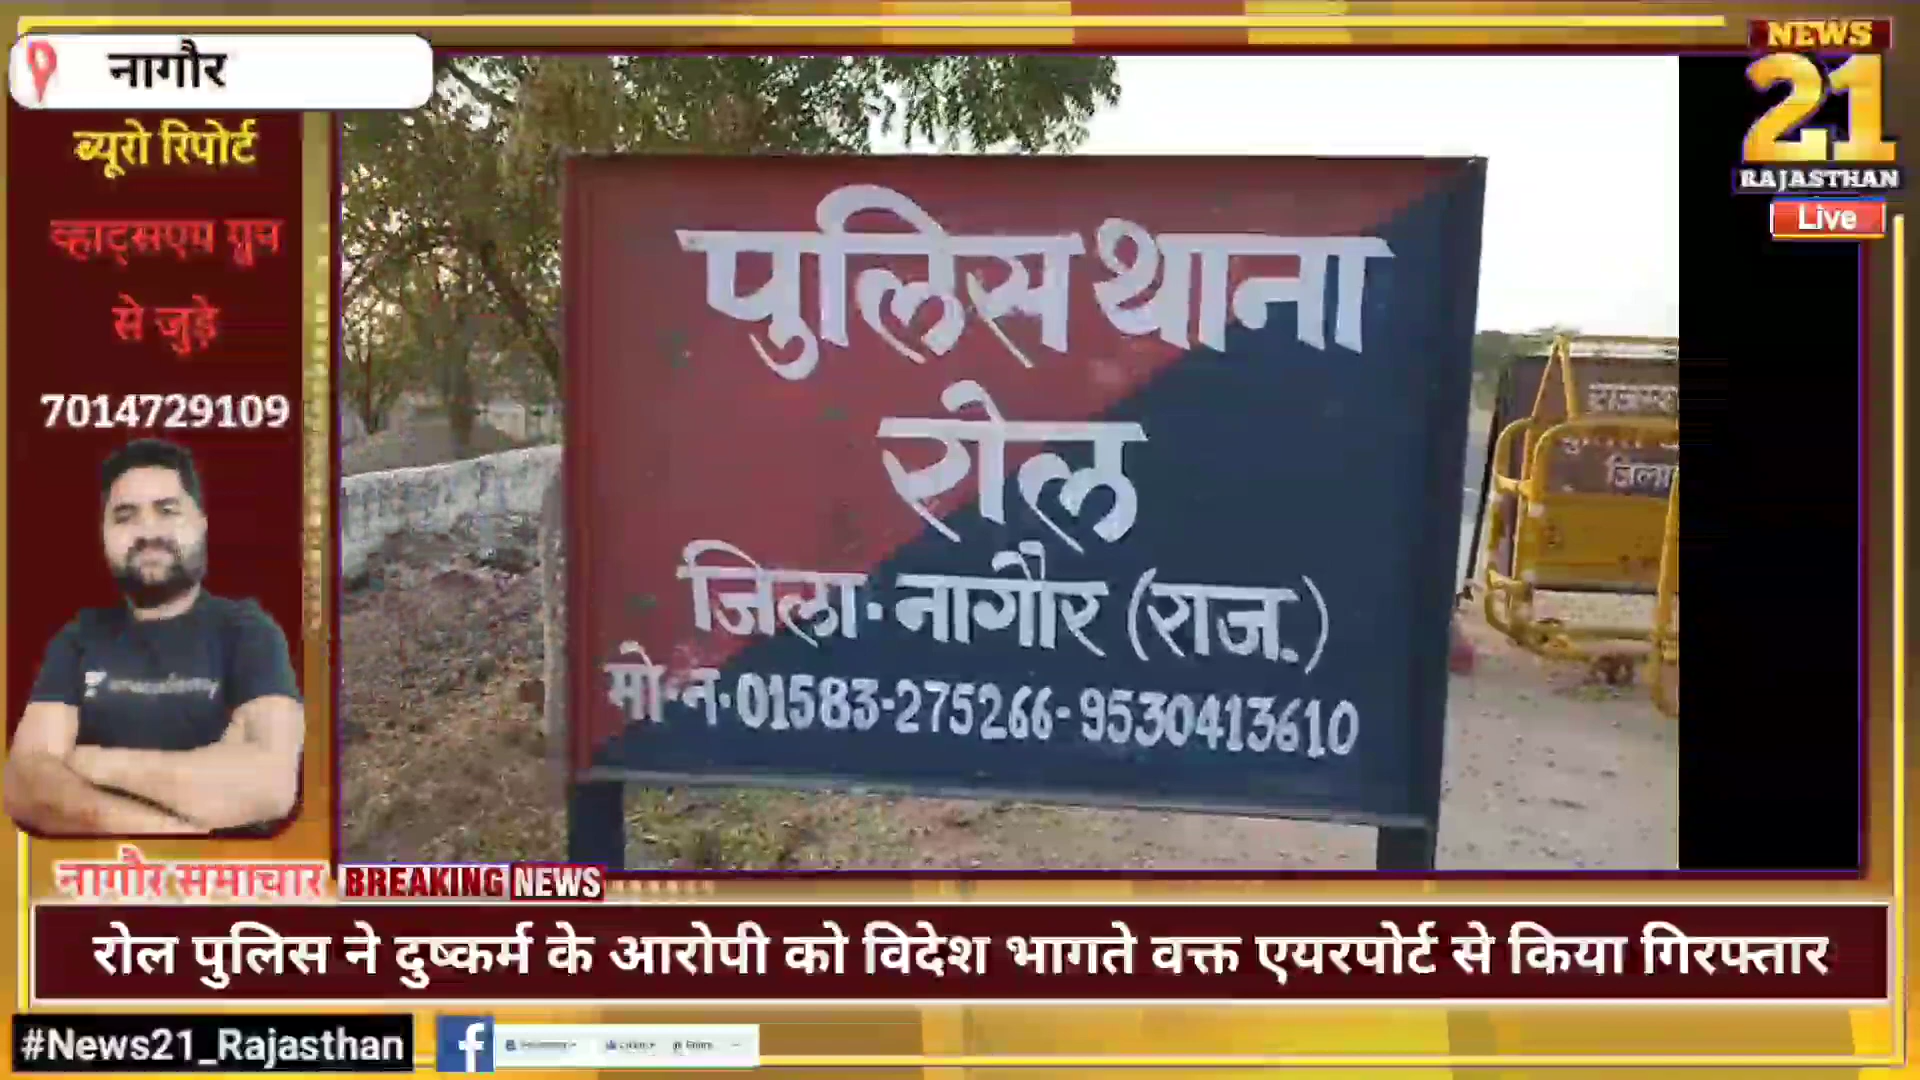 नागौर
ब्यूरो रिपोर्ट
व्हाट्सएप ग्रुप
से जुड़े
7014729109
unacademy
NEWS
21
RAJASTHAN
Live
पुलिस थाना
रोल
जिला·नागौर (राज.)
मो·न·01583-275266-9530413610
जिला
नागौर समाचार
BREAKING NEWS
रोल पुलिस ने दुष्कर्म के आरोपी को विदेश भागते वक्त एयरपोर्ट से किया गिरफ्तार
#News21_Rajasthan